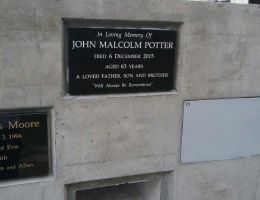 In Loving Memory Of
JOHN MALCOLM POTTER
DIED 6 DECEMBER 2015
AGED 63 YEARS
A LOVED FATHER, SON AND BROTHER
"Will Always Be Remembered"
s Moore
1994
Eva
and Allan